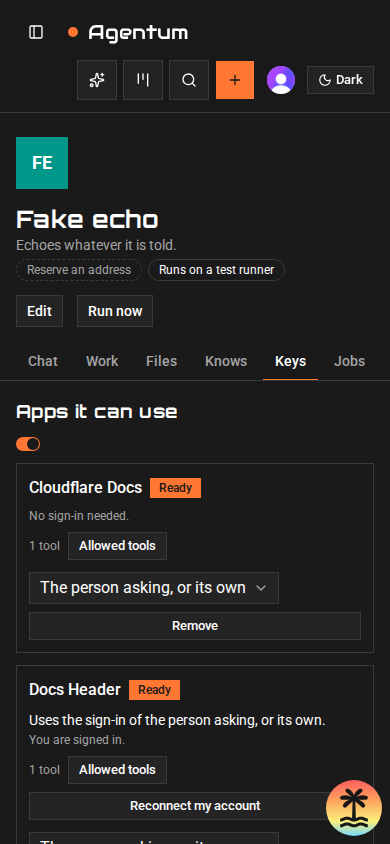 Agentum
Dark
FE
Fake echo
Echoes whatever it is told.
Reserve an address
Runs on a test runner
Edit
Run now
Chat
Work
Files
Knows
Keys
Jobs
Apps it can use
Cloudflare Docs
Ready
No sign-in needed.
1 tool
Allowed tools
The person asking, or its own
Remove
Docs Header
Ready
Uses the sign-in of the person asking, or its own.
You are signed in.
1 tool
Allowed tools
Reconnect my account